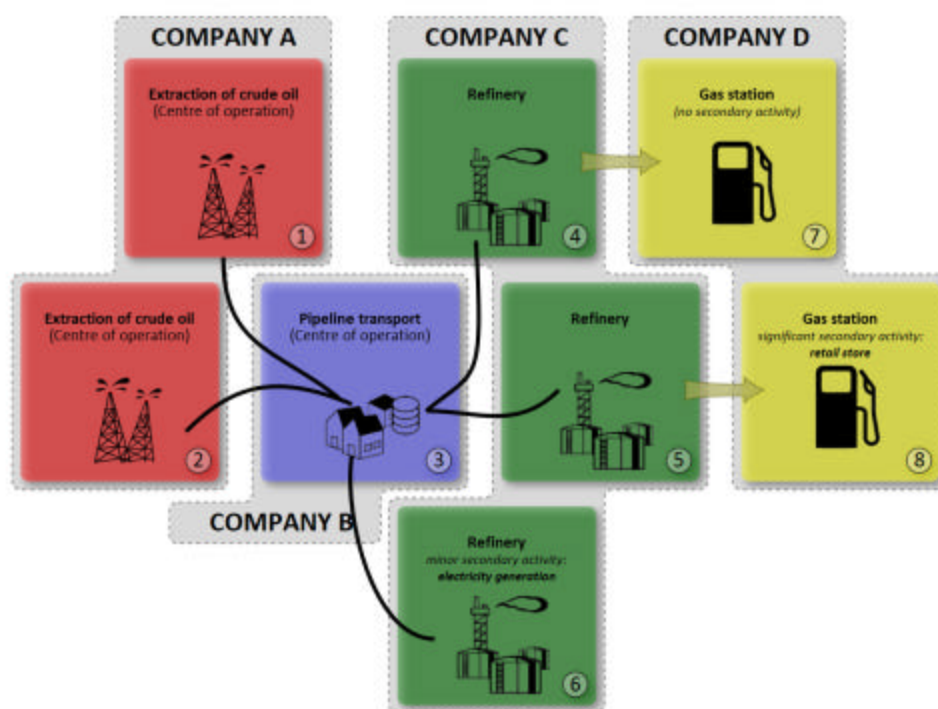 COMPANY A
COMPANY C
COMPANY D
Extraction of crude oil
(Centre of operation)
1
Refinery
4
Gas station
(no secondary activity)
7
Extraction of crude oil
(Centre of operation)
2
Pipeline transport
(Centre of operation)
3
Refinery
5
Gas station
significant secondary activity:
retail store
8
COMPANY B
Refinery
minor secondary activity:
electricity generation
6